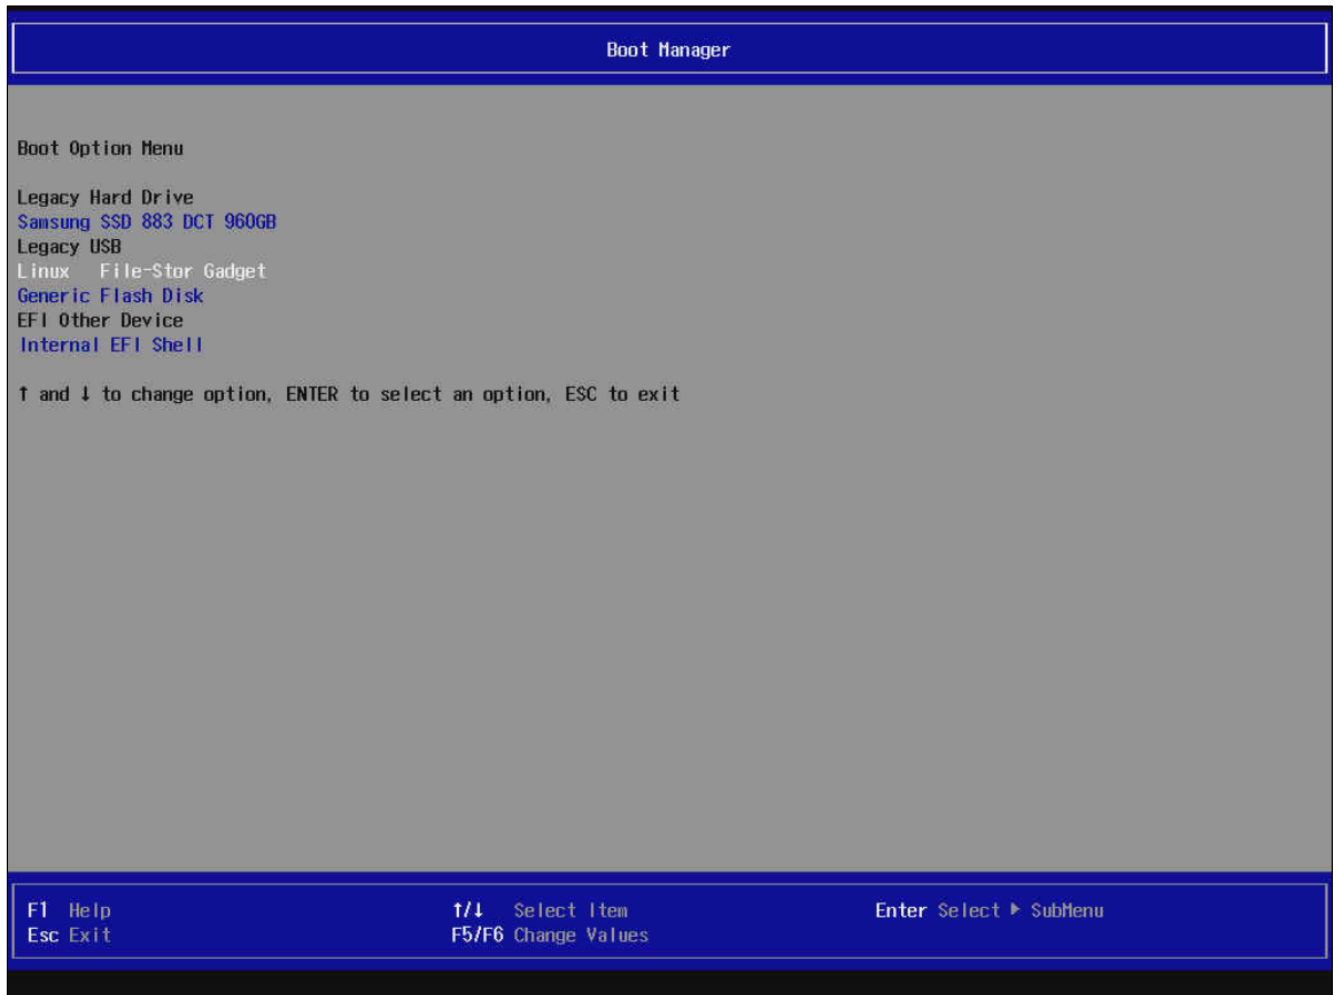 Boot Manager
Boot Option Menu
Legacy Hard Drive
Samsung SSD 883 DCT 960GB
Legacy USB
Linux   File-Stor Gadget
Generic Flash Disk
EFI Other Device
Internal EFI Shell
↑ and ↓ to change option, ENTER to select an option, ESC to exit
F1 Help ↑/↓ Select Item Enter Select ▶ SubMenu
Esc Exit F5/F6 Change Values